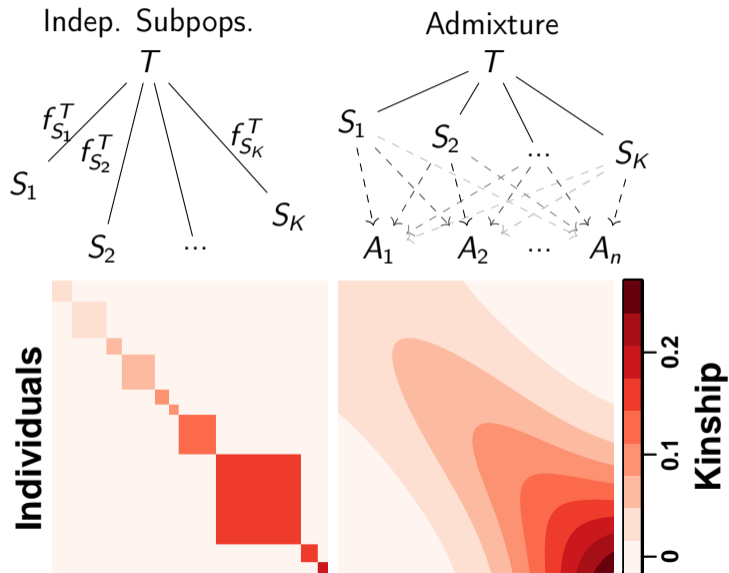 Indep. Subpops.
T
f_{S_1}^T
f_{S_2}^T
f_{S_K}^T
S_1
S_2
...
S_K
Admixture
T
S_1
S_2
...
S_K
A_1
A_2
...
A_n
Individuals
0.2
0.1
0
Kinship